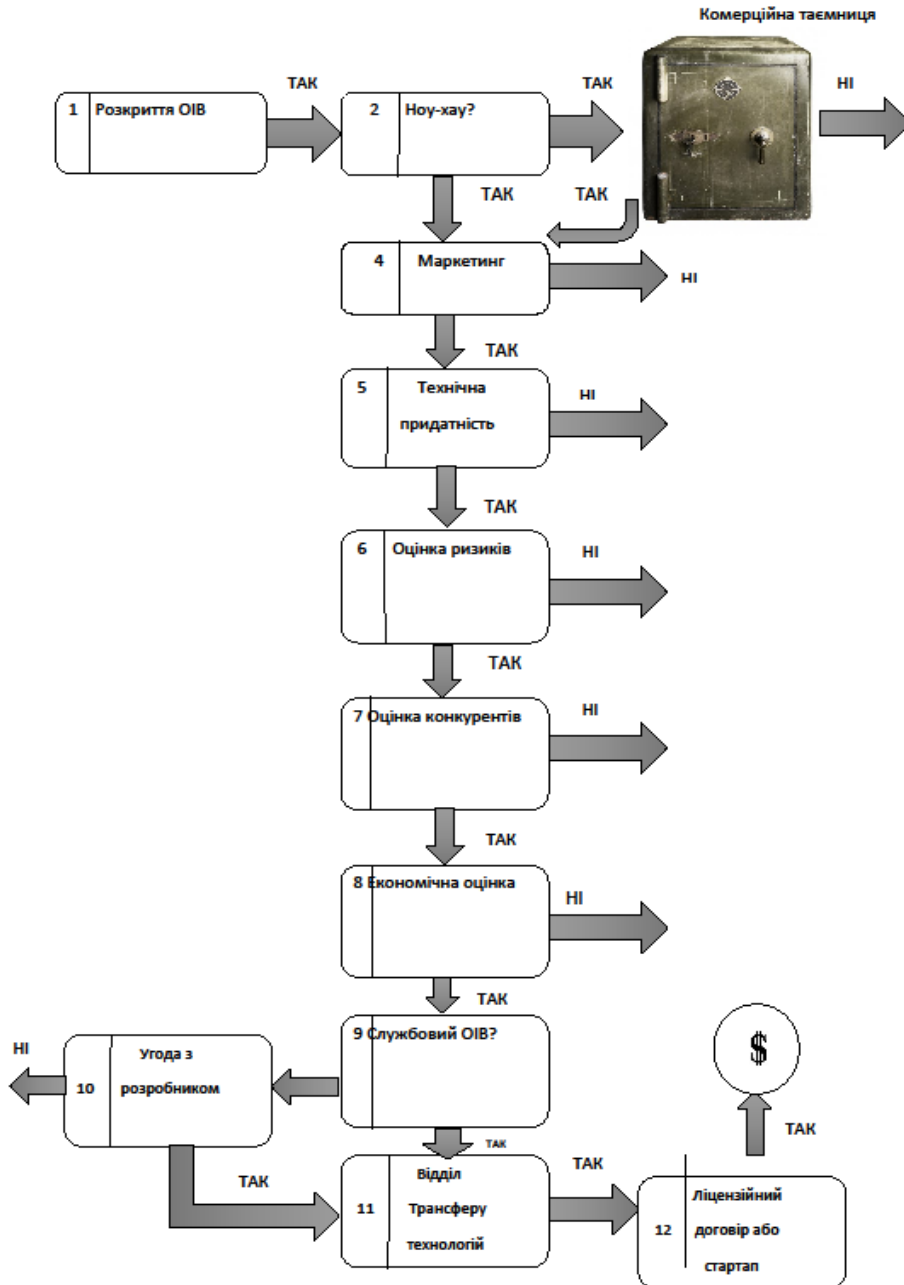 Комерційна таємниця
ТАК
ТАК
НІ
1 Розкриття ОІВ
2 Ноу-хау?
ТАК
ТАК
4 Маркетинг
НІ
ТАК
5 Технічна
придатність
НІ
ТАК
6 Оцінка ризиків
НІ
ТАК
7 Оцінка конкурентів
НІ
ТАК
8 Економічна оцінка
НІ
ТАК
9 Службовий ОІВ?
НІ
10 Угода з
розробником
$
ТАК
ТАК
ТАК
ТАК
11 Відділ
Трансферу
технологій
12 Ліцензійний
договір або
стартап